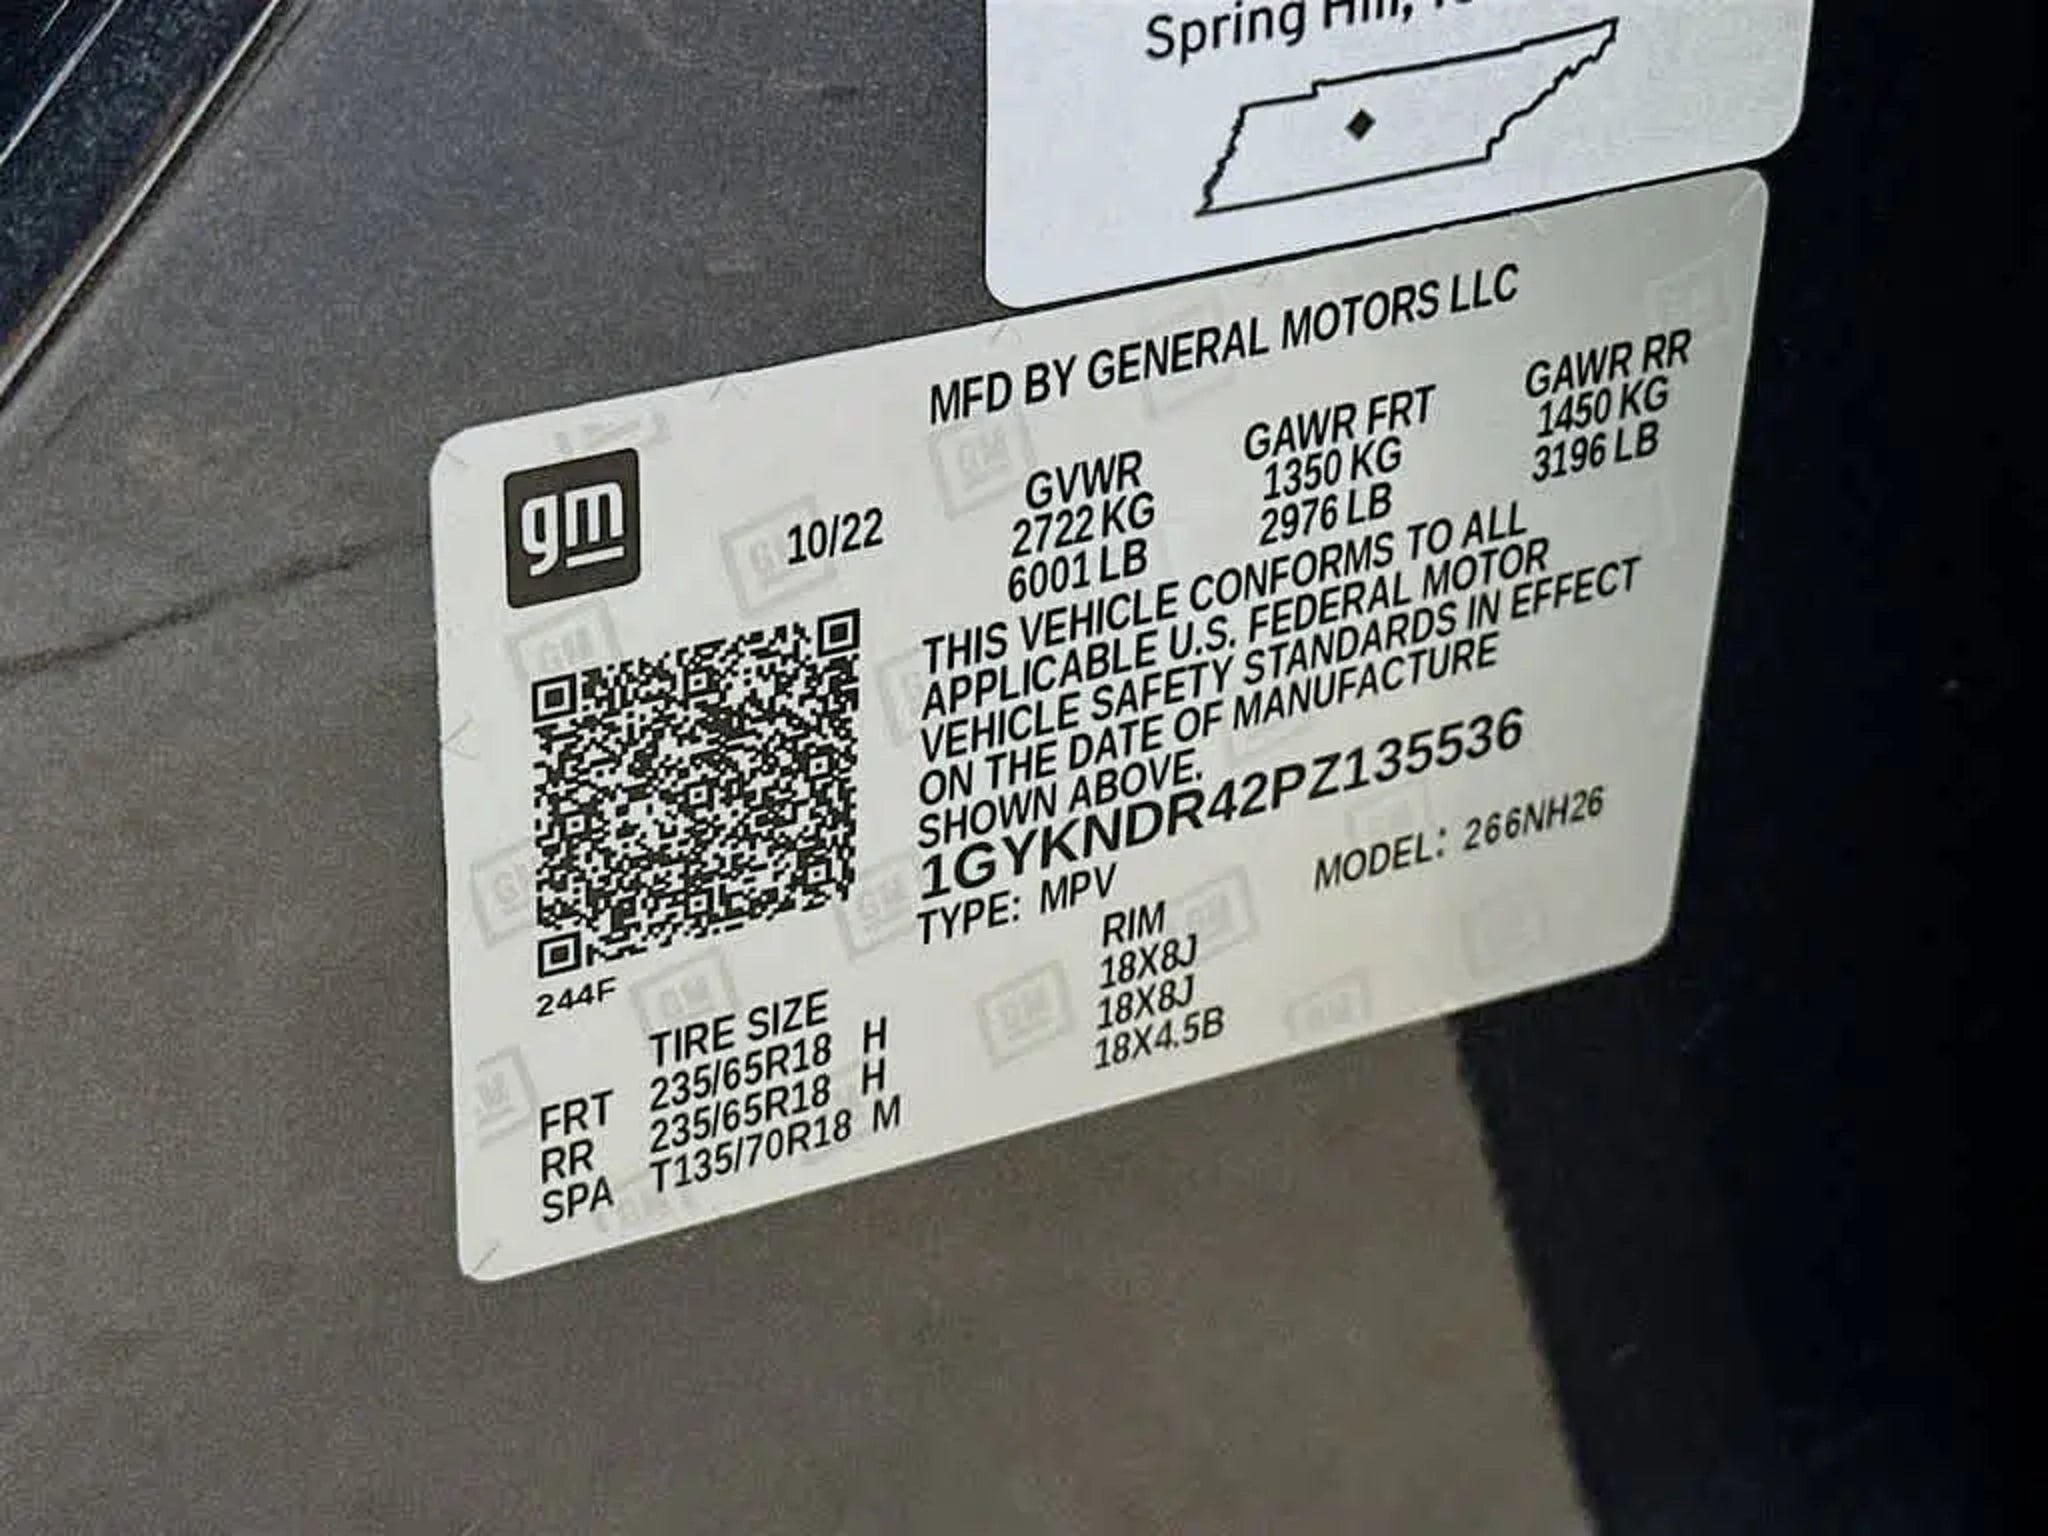 Spring Hill,
MFD BY GENERAL MOTORS LLC
gm
10/22
GVWR
2722 KG
6001 LB
GAWR FRT
1350 KG
2976 LB
GAWR RR
1450 KG
3196 LB
THIS VEHICLE CONFORMS TO ALL
APPLICABLE U.S. FEDERAL MOTOR
VEHICLE SAFETY STANDARDS IN EFFECT
ON THE DATE OF MANUFACTURE
SHOWN ABOVE.
1GYKNDR42PZ135536
TYPE: MPV MODEL: 266NH26
244F
TIRE SIZE RIM
FRT 235/65R18 H 18X8J
RR 235/65R18 H 18X8J
SPA T135/70R18 M 18X4.5B